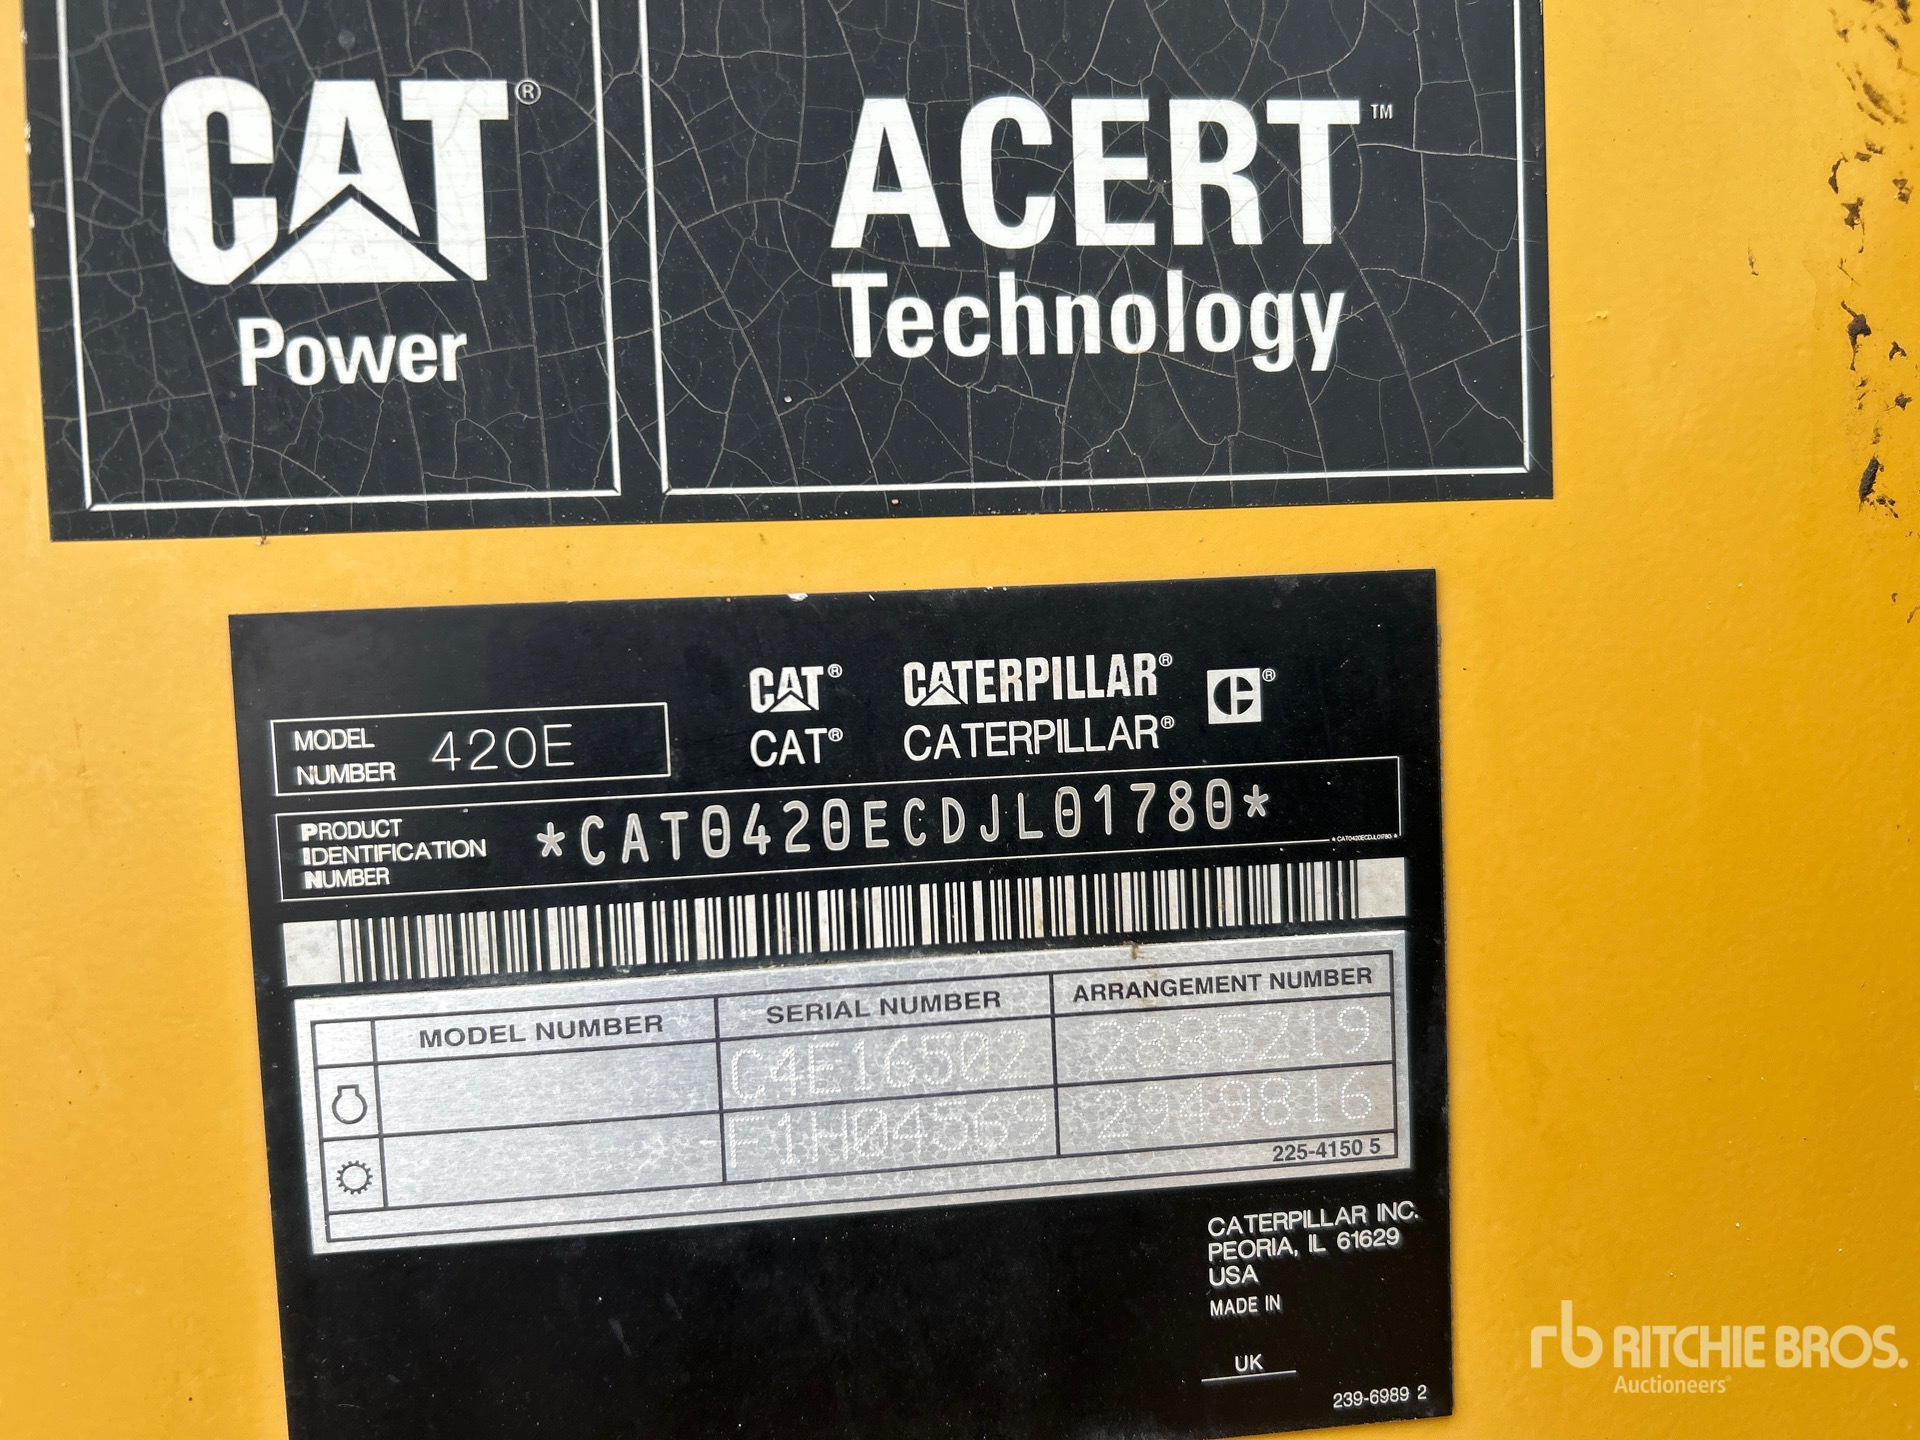 CAT®
Power
ACERT™
Technology
CAT® CATERPILLAR®
CAT® CATERPILLAR®
MODEL
NUMBER 420E
PRODUCT
IDENTIFICATION
NUMBER
*CAT0420ECDJL01780*
*CAT0420ECDJL01780*
MODEL NUMBER SERIAL NUMBER ARRANGEMENT NUMBER
C4E16502 2885219
F1H04569 2949816
225-4150 5
CATERPILLAR INC.
PEORIA, IL 61629
USA
MADE IN
UK
239-6989 2
rb RITCHIE BROS.
Auctioneers